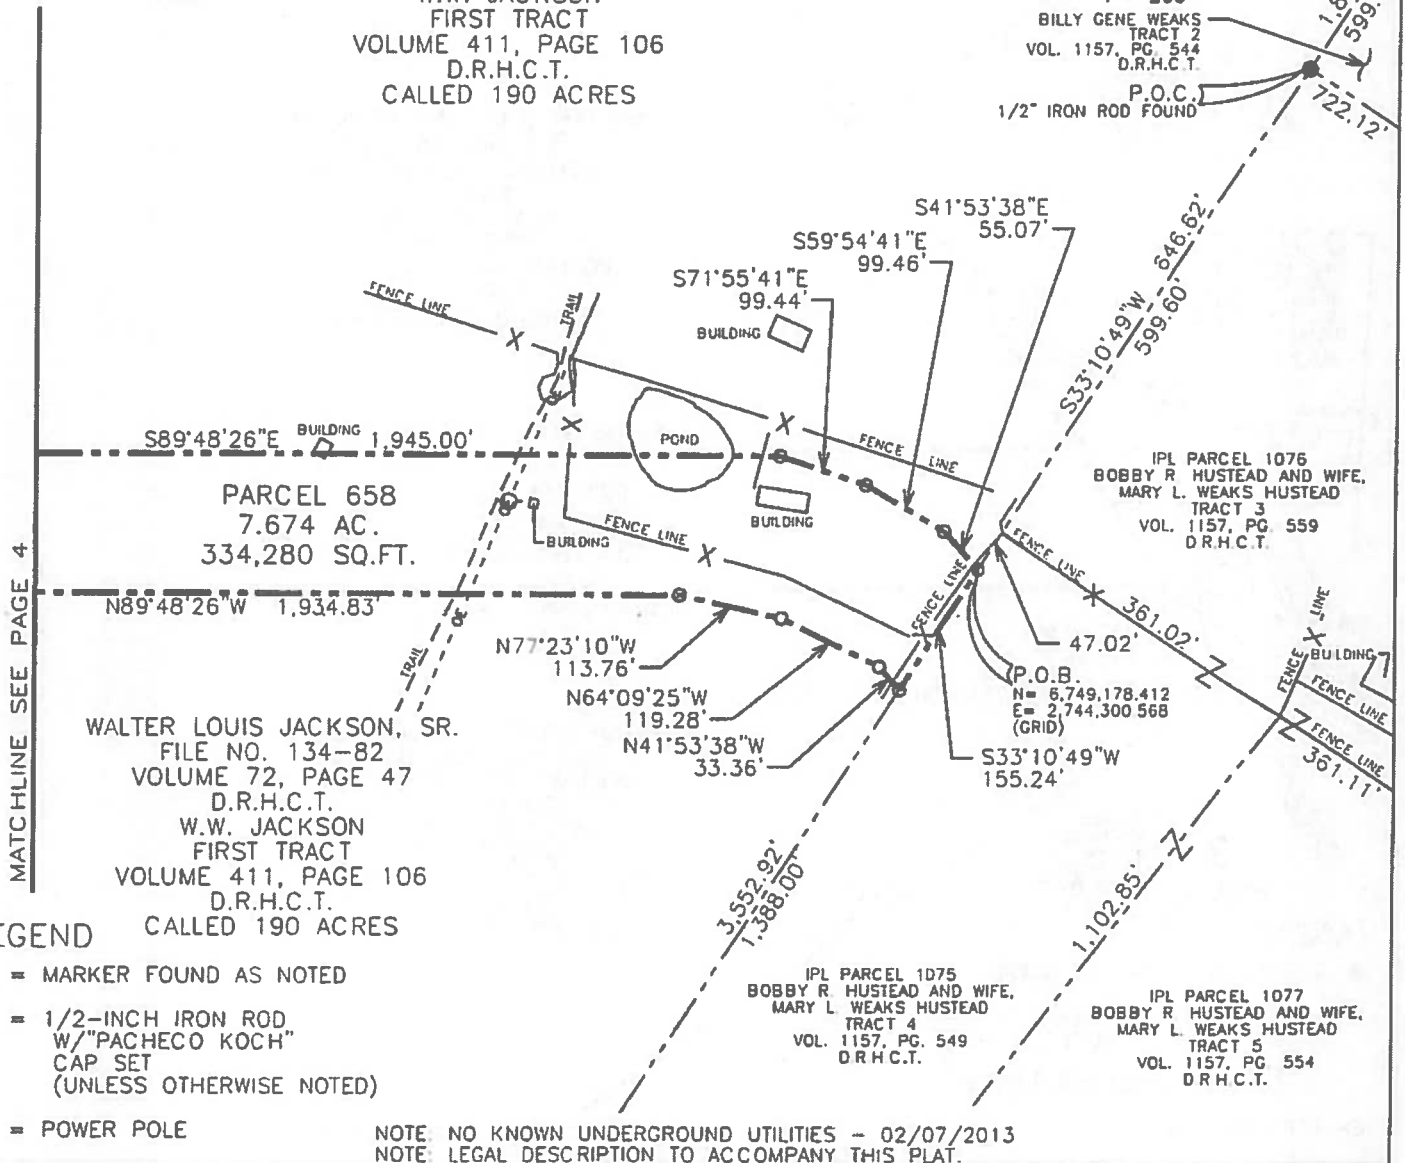 FIRST TRACT
VOLUME 411, PAGE 106
D.R.H.C.T.
CALLED 190 ACRES
BILLY GENE WEAKS
TRACT 2
VOL. 1157, PG. 544
D.R.H.C.T.
P.O.C.
1/2" IRON ROD FOUND
722.12'
S33°10'49"W 646.62'
599.60'
S41°53'38"E
55.07'
S59°54'41"E
99.46'
S71°55'41"E
99.44'
BUILDING
FENCE LINE
TRAIL
POND
FENCE LINE
S89°48'26"E
BUILDING
1,945.00'
PARCEL 658
7.674 AC.
334,280 SQ.FT.
BUILDING
BUILDING
FENCE LINE
FENCE LINE
FENCE LINE
IPL PARCEL 1076
BOBBY R. HUSTEAD AND WIFE,
MARY L. WEAKS HUSTEAD
TRACT 3
VOL. 1157, PG 559
D.R.H.C.T.
N89°48'26"W 1,934.83'
OE
TRAIL
N77°23'10"W
113.76'
N64°09'25"W
119.28'
N41°53'38"W
33.36'
47.02'
361.02'
P.O.B.
N= 6,749,178.412
E= 2,744,300.568
(GRID)
S33°10'49"W
155.24'
FENCE LINE
BUILDING
FENCE LINE
FENCE LINE
361.11'
MATCHLINE SEE PAGE 4
WALTER LOUIS JACKSON, SR.
FILE NO. 134-82
VOLUME 72, PAGE 47
D.R.H.C.T.
W.W. JACKSON
FIRST TRACT
VOLUME 411, PAGE 106
D.R.H.C.T.
CALLED 190 ACRES
3,552.92'
1,388.00'
1,102.85'
IPL PARCEL 1075
BOBBY R. HUSTEAD AND WIFE,
MARY L. WEAKS HUSTEAD
TRACT 4
VOL. 1157, PG. 549
D R H C.T.
IPL PARCEL 1077
BOBBY R. HUSTEAD AND WIFE,
MARY L. WEAKS HUSTEAD
TRACT 5
VOL. 1157, PG 554
D R H.C.T.
EGEND
= MARKER FOUND AS NOTED
= 1/2-INCH IRON ROD
W/"PACHECO KOCH"
CAP SET
(UNLESS OTHERWISE NOTED)
= POWER POLE
NOTE: NO KNOWN UNDERGROUND UTILITIES - 02/07/2013
NOTE: LEGAL DESCRIPTION TO ACCOMPANY THIS PLAT.